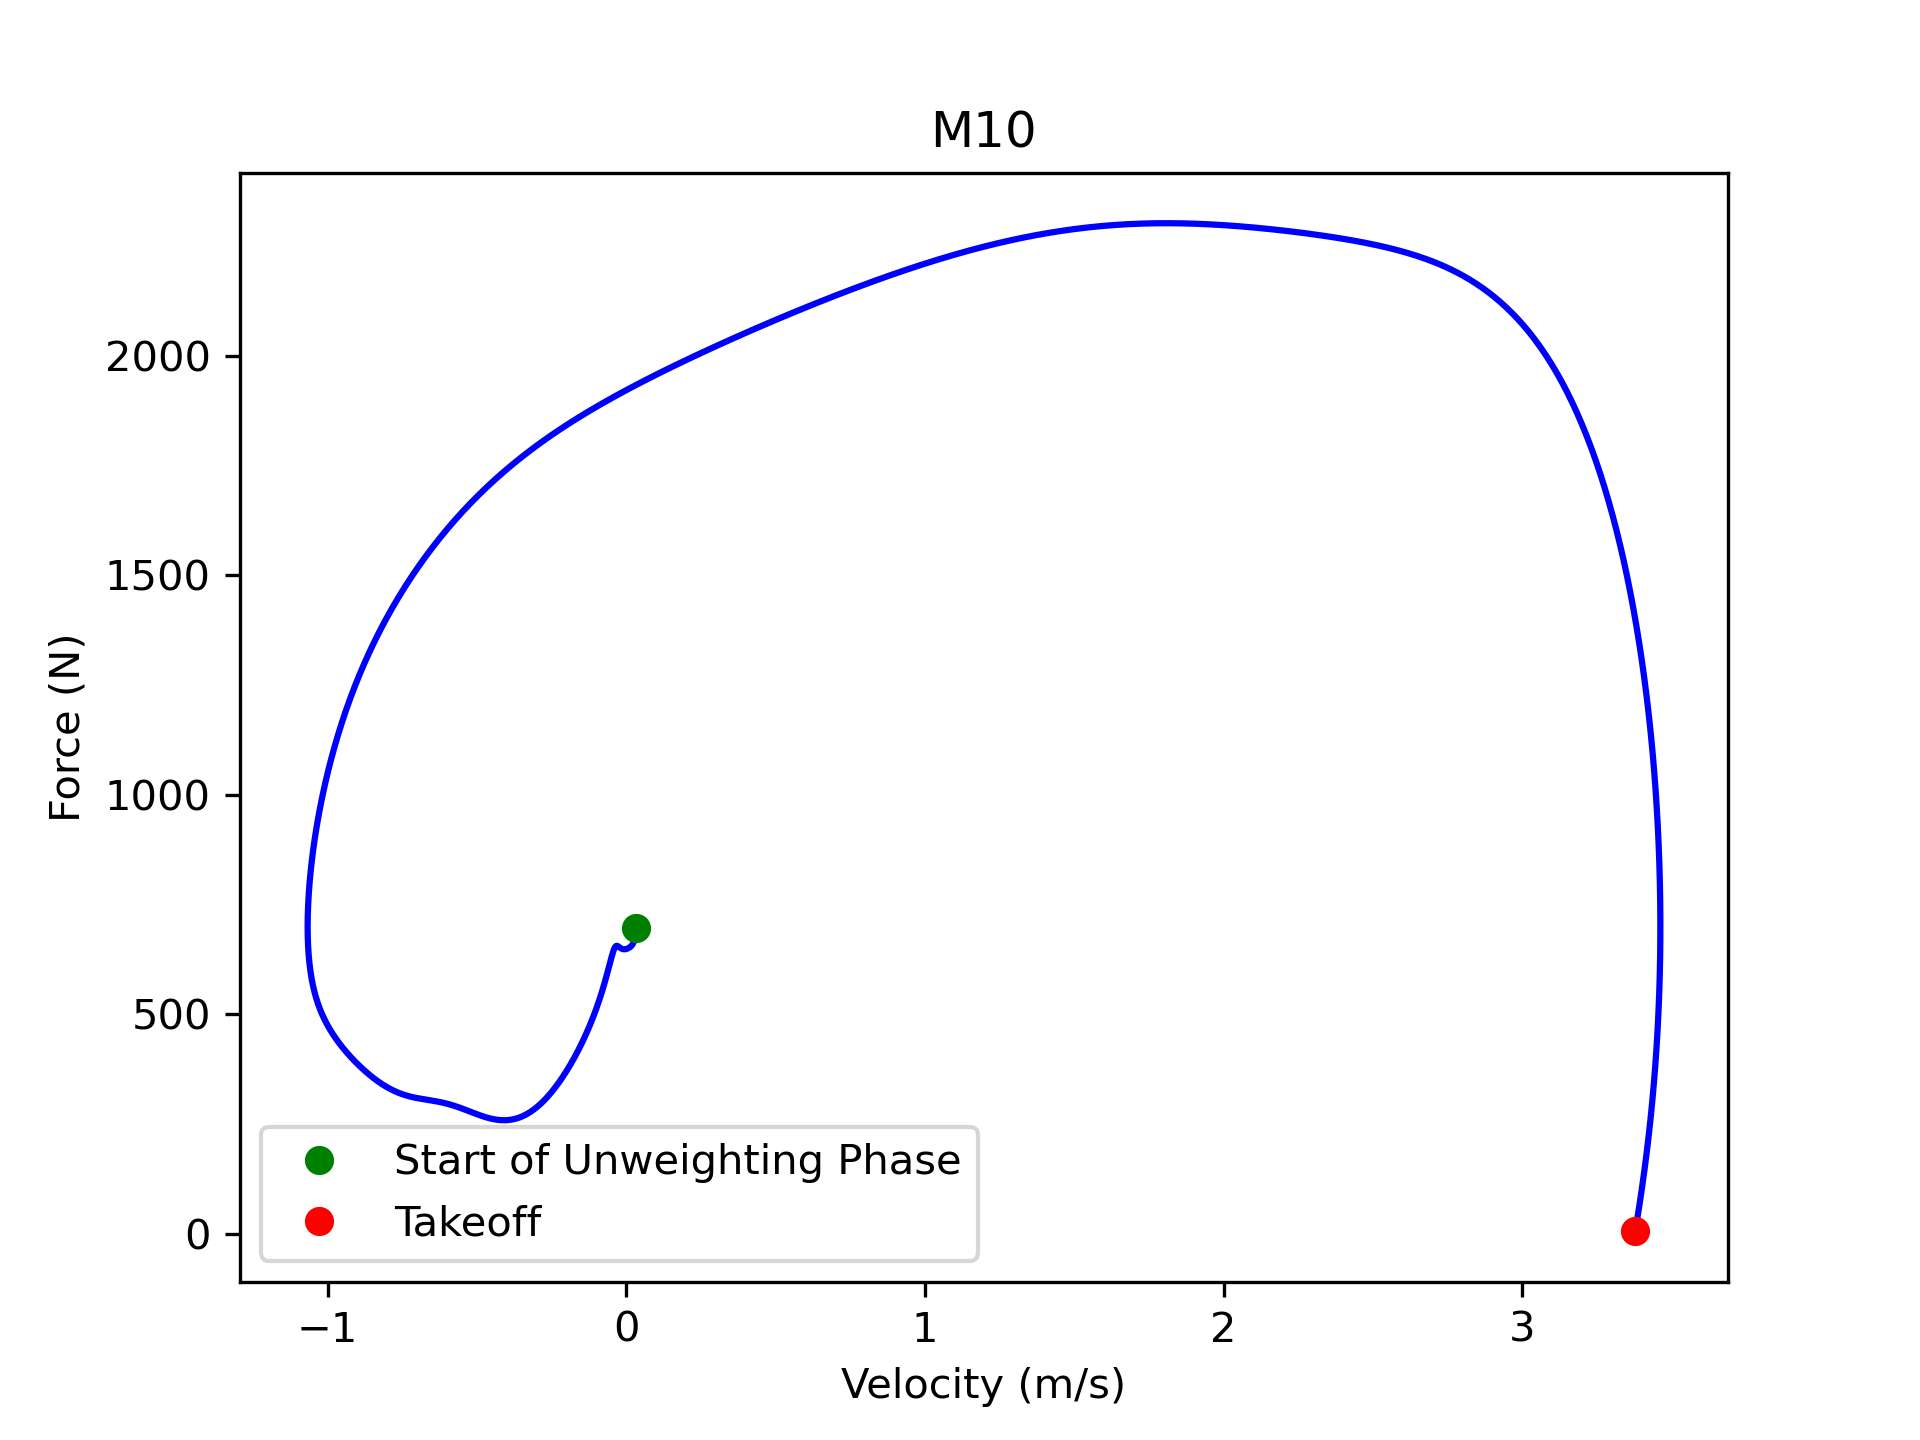 M10
2000
1500
1000
500
0
Force (N)
−1 0 1 2 3
Velocity (m/s)
Start of Unweighting Phase
Takeoff